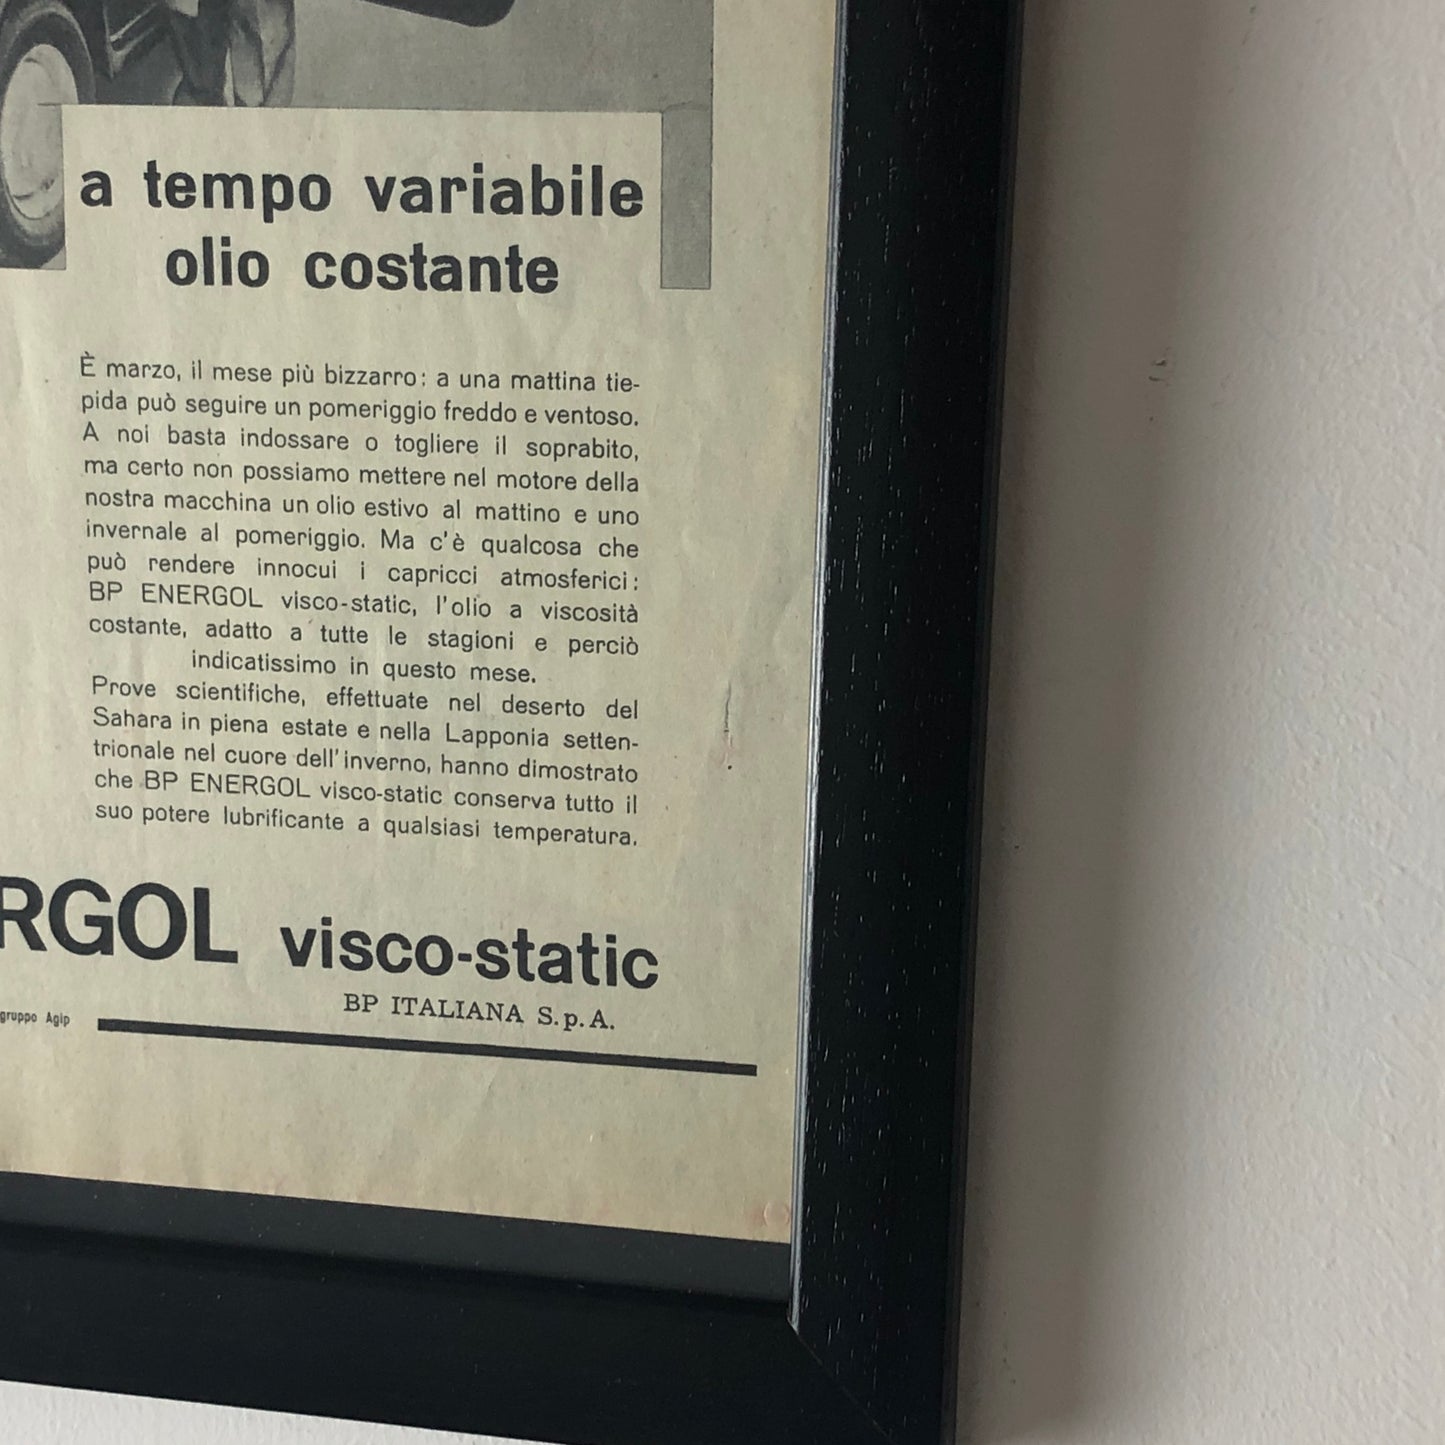 a tempo variabile
olio costante
È marzo, il mese più bizzarro: a una mattina tie-
pida può seguire un pomeriggio freddo e ventoso.
A noi basta indossare o togliere il soprabito,
ma certo non possiamo mettere nel motore della
nostra macchina un olio estivo al mattino e uno
invernale al pomeriggio. Ma c'è qualcosa che
può rendere innocui i capricci atmosferici:
BP ENERGOL visco-static, l'olio a viscosità
costante, adatto a tutte le stagioni e perciò
indicatissimo in questo mese.
Prove scientifiche, effettuate nel deserto del
Sahara in piena estate e nella Lapponia setten-
trionale nel cuore dell'inverno, hanno dimostrato
che BP ENERGOL visco-static conserva tutto il
suo potere lubrificante a qualsiasi temperatura.
RGOL visco-static
BP ITALIANA S.p.A.
gruppo Agip